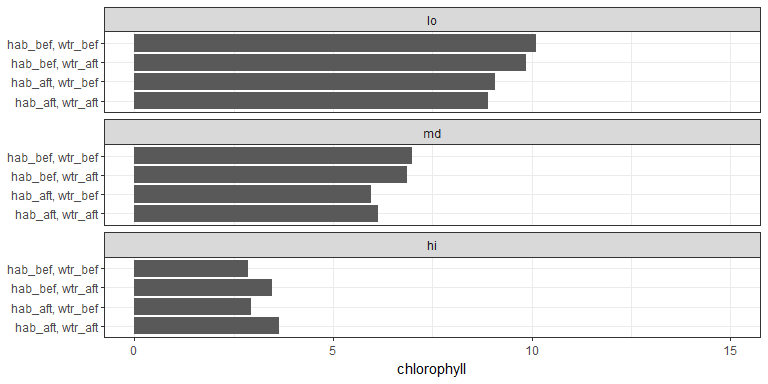 lo
hab_bef, wtr_bef
hab_bef, wtr_aft
hab_aft, wtr_bef
hab_aft, wtr_aft
md
hab_bef, wtr_bef
hab_bef, wtr_aft
hab_aft, wtr_bef
hab_aft, wtr_aft
hi
hab_bef, wtr_bef
hab_bef, wtr_aft
hab_aft, wtr_bef
hab_aft, wtr_aft
0 5 10 15
chlorophyll